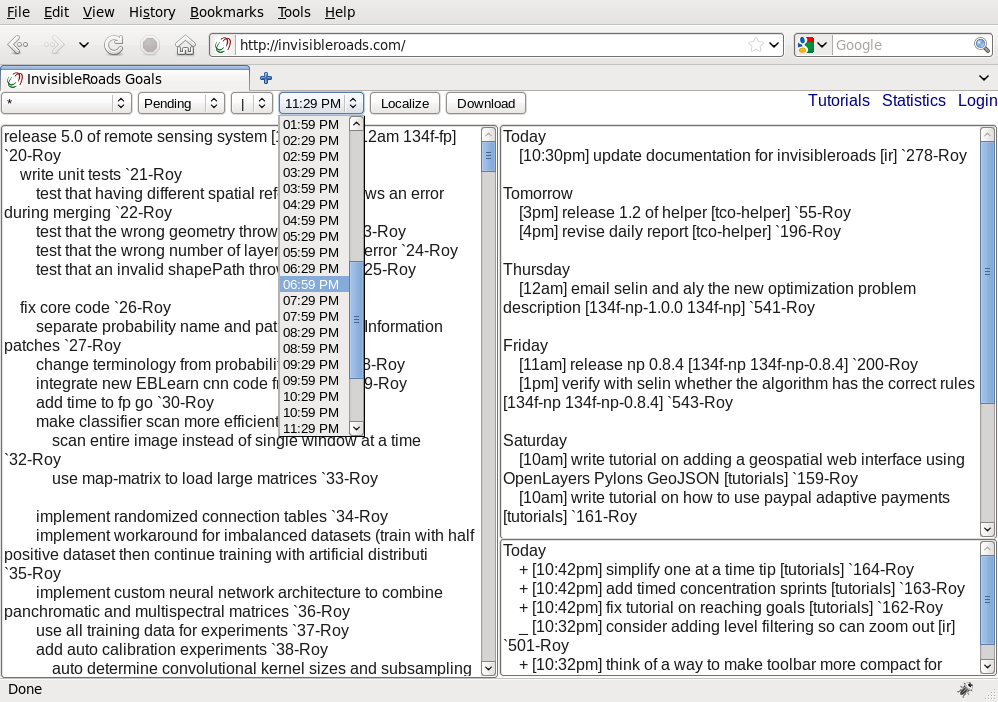 File Edit View History Bookmarks Tools Help
http://invisibleroads.com/
Google
InvisibleRoads Goals
* Pending | 11:29 PM Localize Download
Tutorials Statistics Login
01:59 PM
02:29 PM
02:59 PM
03:29 PM
03:59 PM
04:29 PM
04:59 PM
05:29 PM
05:59 PM
06:29 PM
06:59 PM
07:29 PM
07:59 PM
08:29 PM
08:59 PM
09:29 PM
09:59 PM
10:29 PM
10:59 PM
11:29 PM
release 5.0 of remote sensing system [ 2am 134f-fp]
`20-Roy
write unit tests `21-Roy
test that having different spatial ws an error
during merging `22-Roy
test that the wrong geometry 3-Roy
test that the wrong number of error `24-Roy
test that an invalid shapePath 25-Roy
fix core code `26-Roy
separate probability name and Information
patches `27-Roy
change terminology from 8-Roy
integrate new EBLearn cnn code 9-Roy
add time to fp go `30-Roy
make classifier scan more efficient
scan entire image instead of single window at a time
`32-Roy
use map-matrix to load large matrices `33-Roy
implement randomized connection tables `34-Roy
implement workaround for imbalanced datasets (train with half
positive dataset then continue training with artificial distributi
`35-Roy
implement custom neural network architecture to combine
panchromatic and multispectral matrices `36-Roy
use all training data for experiments `37-Roy
add auto calibration experiments `38-Roy
auto determine convolutional kernel sizes and subsampling
Today
[10:30pm] update documentation for invisibleroads [ir] `278-Roy
Tomorrow
[3pm] release 1.2 of helper [tco-helper] `55-Roy
[4pm] revise daily report [tco-helper] `196-Roy
Thursday
[12am] email selin and aly the new optimization problem
description [134f-np-1.0.0 134f-np] `541-Roy
Friday
[11am] release np 0.8.4 [134f-np 134f-np-0.8.4] `200-Roy
[1pm] verify with selin whether the algorithm has the correct rules
[134f-np 134f-np-0.8.4] `543-Roy
Saturday
[10am] write tutorial on adding a geospatial web interface using
OpenLayers Pylons GeoJSON [tutorials] `159-Roy
[10am] write tutorial on how to use paypal adaptive payments
[tutorials] `161-Roy
Today
+ [10:42pm] simplify one at a time tip [tutorials] `164-Roy
+ [10:42pm] add timed concentration sprints [tutorials] `163-Roy
+ [10:42pm] fix tutorial on reaching goals [tutorials] `162-Roy
_ [10:32pm] consider adding level filtering so can zoom out [ir]
`501-Roy
+ [10:32pm] think of a way to make toolbar more compact for
Done